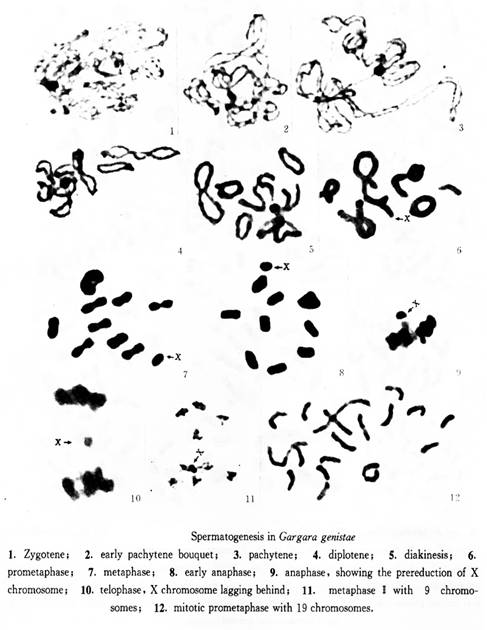 1
2
3
4
5
X
6
X
X
7
8
X
9
X
10
X
11
12
Spermatogenesis in Gargara genistae
1. Zygotene; 2. early pachytene bouquet; 3. pachytene; 4. diplotene; 5. diakinesis; 6.
prometaphase; 7. metaphase; 8. early anaphase; 9. anaphase, showing the prereduction of X
chromosome; 10. telophase, X chromosome lagging behind; 11. metaphase Ⅱ with 9 chromo-
somes; 12. mitotic prometaphase with 19 chromosomes.